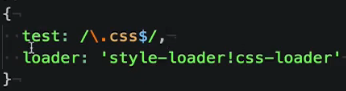 {
test: /\.css$/,
loader: 'style-loader!css-loader'
}